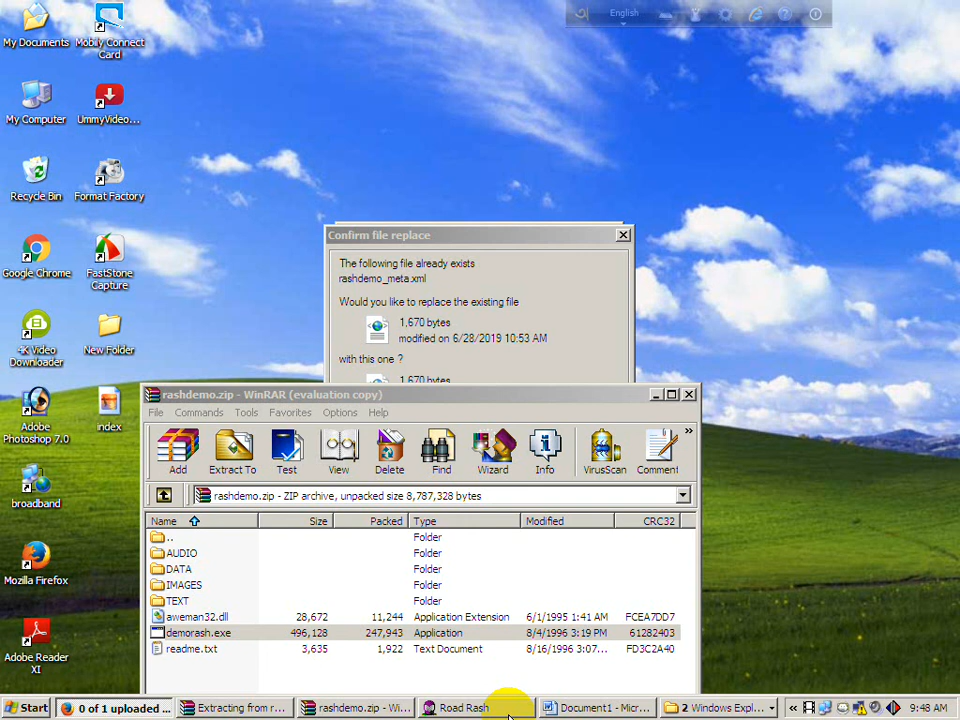 English
My Documents
Mobily Connect Card
My Computer
UmmyVideo...
Recycle Bin
Format Factory
Google Chrome
FastStone Capture
4K Video Downloader
New Folder
Adobe Photoshop 7.0
index
broadband
Mozilla Firefox
Adobe Reader XI
Confirm file replace
The following file already exists
rashdemo_meta.xml
Would you like to replace the existing file
1,670 bytes
modified on 6/28/2019 10:53 AM
with this one ?
1,670 bytes
rashdemo.zip - WinRAR (evaluation copy)
File Commands Tools Favorites Options Help
Add Extract To Test View Delete Find Wizard Info VirusScan Comment »
rashdemo.zip - ZIP archive, unpacked size 8,787,328 bytes
Name Size Packed Type Modified CRC32
.. Folder
AUDIO Folder
DATA Folder
IMAGES Folder
TEXT Folder
aweman32.dll 28,672 11,244 Application Extension 6/1/1995 1:41 AM FCEA7DD7
demorash.exe 496,128 247,943 Application 8/4/1996 3:19 PM 61282403
readme.txt 3,635 1,922 Text Document 8/16/1996 3:07... FD3C2A40
Start 0 of 1 uploaded ... Extracting from r... rashdemo.zip - Wi... Road Rash Document1 - Micr... 2 Windows Expl... « 9:48 AM